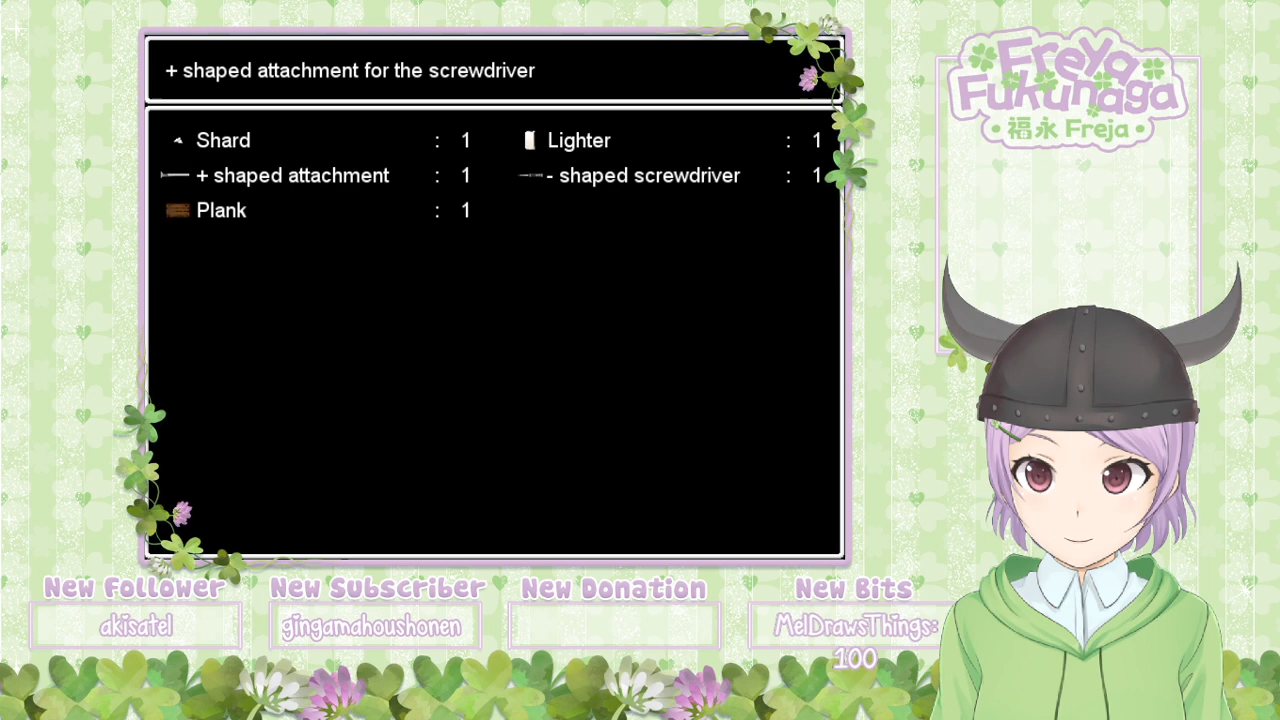 + shaped attachment for the screwdriver
Shard : 1 Lighter : 1
+ shaped attachment : 1 - shaped screwdriver : 1
Plank : 1
Freya
Fukunaga
• 福永 Freja •
New Follower New Subscriber New Donation New Bits
akisatel gingamahoushonen MelDrawsThings:
100